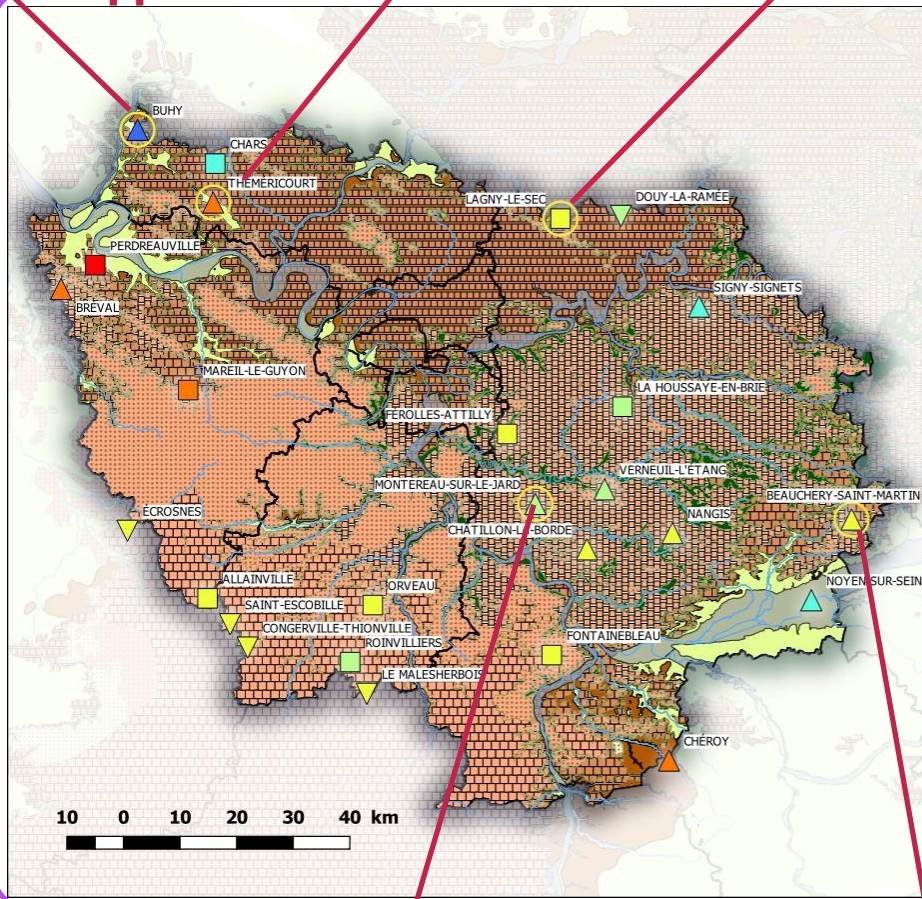 BUHY
CHARS
THEMERICOURT
LAGNY-LE-SEC
DOUY-LA-RAMÉE
PERDREAUVILLE
SIGNY-SIGNETS
BRÉVAL
MAREIL-LE-GUYON
LA HOUSSAYE-EN-BRIE
FÉROLLES-ATTILLY
VERNEUIL-L'ÉTANG
MONTEREAU-SUR-LE-JARD
BEAUCHERY-SAINT-MARTIN
ÉCROSNES
NANGIS
CHÂTILLON-LA-BORDE
ALLAINVILLE
ORVEAU
NOYEN-SUR-SEIN
SAINT-ESCOBILLE
CONGERVILLE-THIONVILLE
FONTAINEBLEAU
ROINVILLIERS
LE MALESHERBOIS
CHÉROY
10 0 10 20 30 40 km